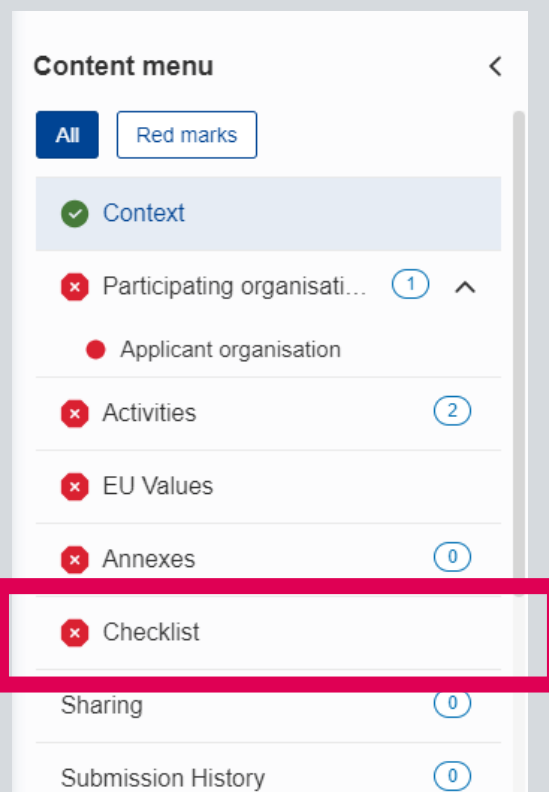 Content menu
All Red marks
Context
Participating organisati... 1
Applicant organisation
Activities 2
EU Values
Annexes 0
Checklist
Sharing 0
Submission History 0